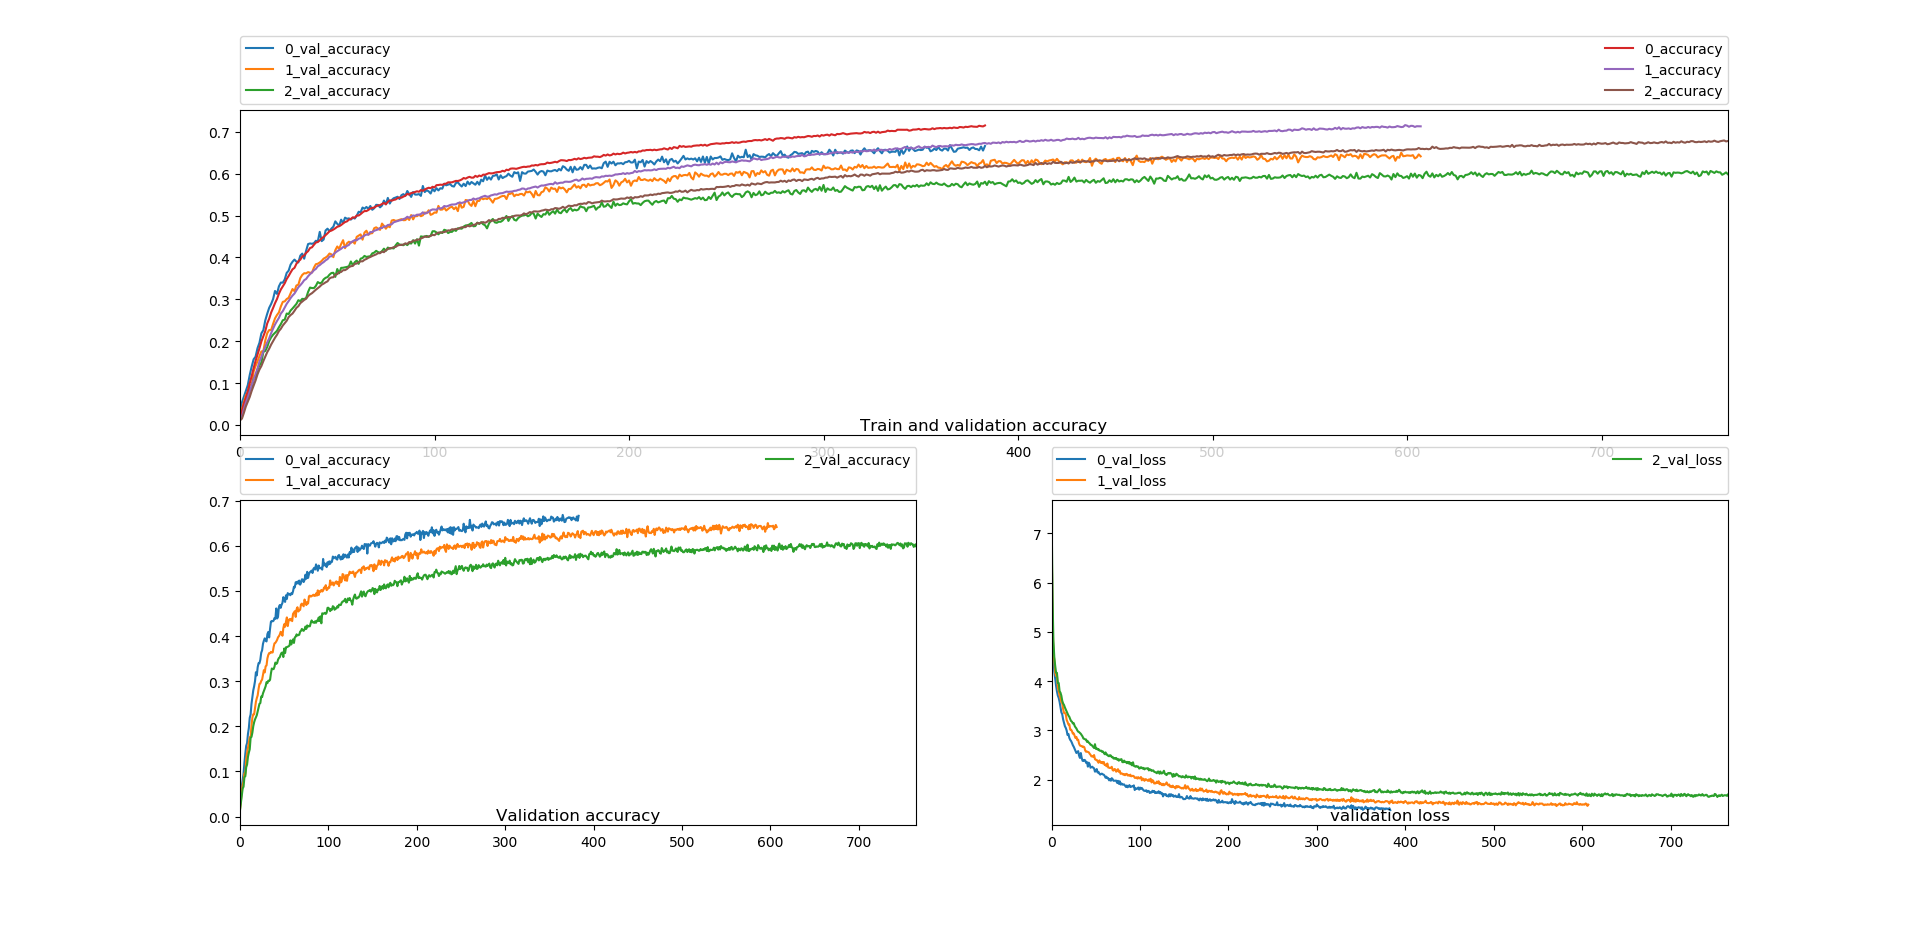 0_val_accuracy 0_accuracy
1_val_accuracy 1_accuracy
2_val_accuracy 2_accuracy
0.7
0.6
0.5
0.4
0.3
0.2
0.1
0.0
Train and validation accuracy
0 100 200 300 400 500 600 700
0_val_accuracy 2_val_accuracy
1_val_accuracy
0.7
0.6
0.5
0.4
0.3
0.2
0.1
0.0
Validation accuracy
0 100 200 300 400 500 600 700
0_val_loss 2_val_loss
1_val_loss
7
6
5
4
3
2
validation loss
0 100 200 300 400 500 600 700